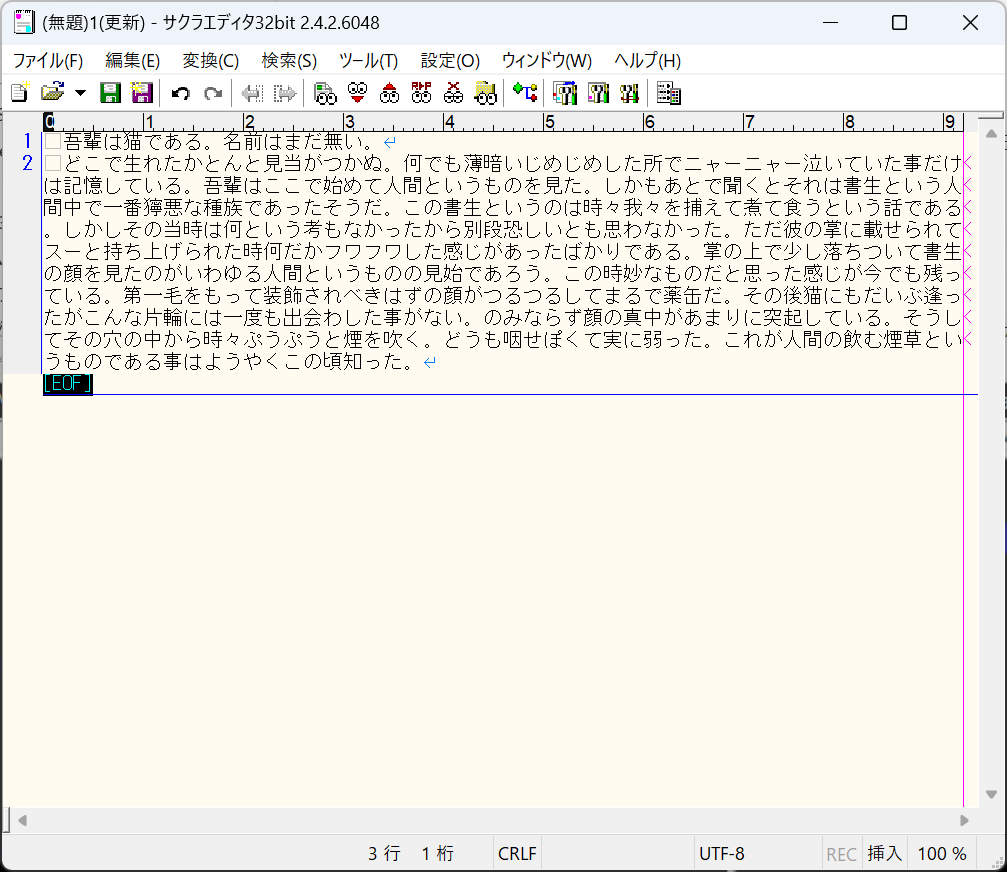 (無題)1(更新) - サクラエディタ32bit 2.4.2.6048
ファイル(F) 編集(E) 変換(C) 検索(S) ツール(T) 設定(O) ウィンドウ(W) ヘルプ(H)
0 1 2 3 4 5 6 7 8 9
1 □吾輩は猫である。名前はまだ無い。↵
2 □どこで生れたかとんと見当がつかぬ。何でも薄暗いじめじめした所でニャーニャー泣いていた事だけ<
は記憶している。吾輩はここで始めて人間というものを見た。しかもあとで聞くとそれは書生という人<
間中で一番獰悪な種族であったそうだ。この書生というのは時々我々を捕えて煮て食うという話である<
。しかしその当時は何という考もなかったから別段恐しいとも思わなかった。ただ彼の掌に載せられて<
スーと持ち上げられた時何だかフワフワした感じがあったばかりである。掌の上で少し落ちついて書生<
の顔を見たのがいわゆる人間というものの見始であろう。この時妙なものだと思った感じが今でも残っ<
ている。第一毛をもって装飾されべきはずの顔がつるつるしてまるで薬缶だ。その後猫にもだいぶ逢っ<
たがこんな片輪には一度も出会わした事がない。のみならず顔の真中があまりに突起している。そうし<
てその穴の中から時々ぷうぷうと煙を吹く。どうも咽せぽくて実に弱った。これが人間の飲む煙草とい<
うものである事はようやくこの頃知った。↵
[EOF]
3 行 1 桁 CRLF UTF-8 REC 挿入 100 %